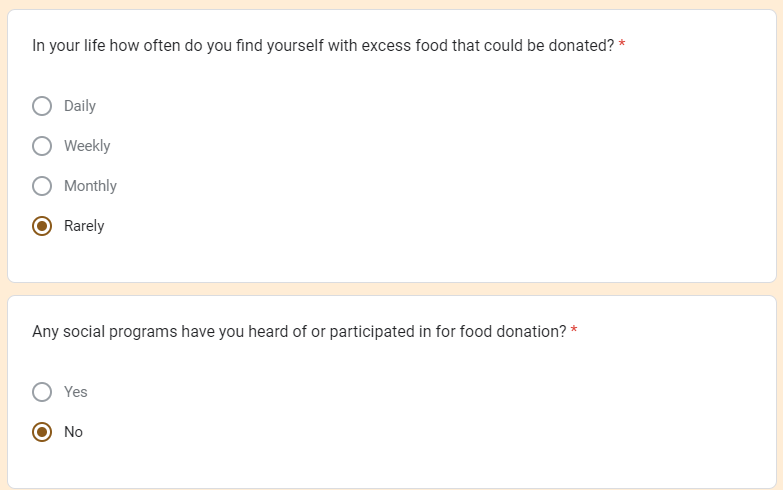 In your life how often do you find yourself with excess food that could be donated? *
Daily
Weekly
Monthly
Rarely
Any social programs have you heard of or participated in for food donation? *
Yes
No